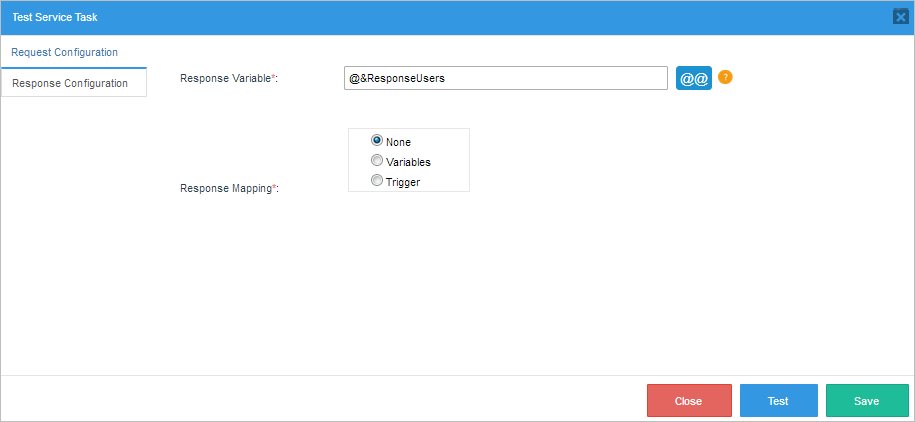 Test Service Task
Request Configuration
Response Configuration
Response Variable*:
@&ResponseUsers
@@
?
None
Variables
Trigger
Response Mapping*:
Close
Test
Save